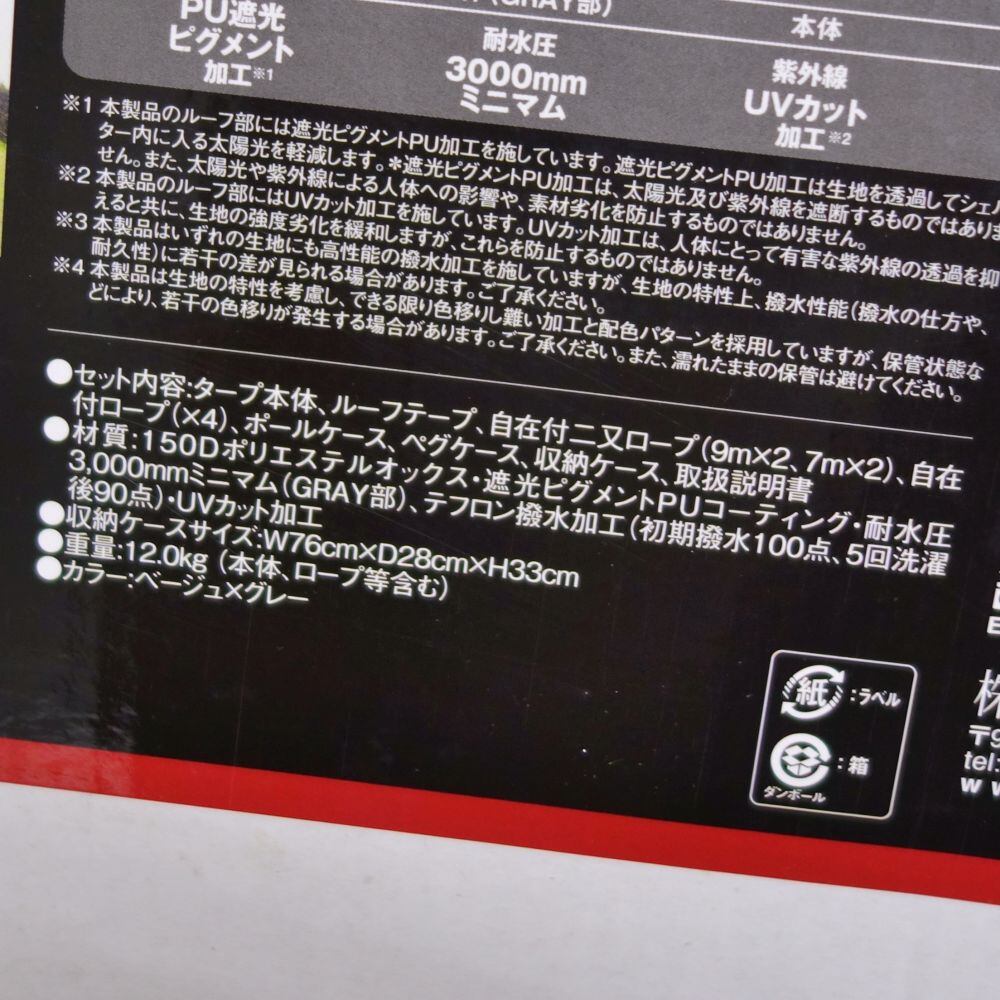 (GRAY部)
PU遮光
ピグメント
加工※1
耐水圧
3000mm
ミニマム
本体
紫外線
UVカット
加工※2
※1 本製品のルーフ部には遮光ピグメントPU加工を施しています。遮光ピグメントPU加工は生地を透過してシェル
ター内に入る太陽光を軽減します。＊遮光ピグメントPU加工は、太陽光及び紫外線を遮断するものではありま
せん。また、太陽光や紫外線による人体への影響や、素材劣化を防止するものではありません。
※2 本製品のルーフ部にはUVカット加工を施しています。UVカット加工は、人体にとって有害な紫外線の透過を抑
えると共に、生地の強度劣化を緩和しますが、これらを防止するものではありません。
※3 本製品はいずれの生地にも高性能の撥水加工を施していますが、生地の特性上、撥水性能（撥水の仕方や、
耐久性）に若干の差が見られる場合があります。ご了承ください。
※4 本製品は生地の特性を考慮し、できる限り色移りし難い加工と配色パターンを採用していますが、保管状態な
どにより、若干の色移りが発生する場合があります。ご了承ください。また、濡れたままの保管は避けてください。
●セット内容:タープ本体、ルーフテープ、自在付二又ロープ(9m×2、7m×2)、自在
付ロープ(×4)、ポールケース、ペグケース、収納ケース、取扱説明書
●材質:150Dポリエステルオックス・遮光ピグメントPUコーティング・耐水圧
3,000mmミニマム(GRAY部)、テフロン撥水加工(初期撥水100点、5回洗濯
後90点)・UVカット加工
●収納ケースサイズ:W76cm×D28cm×H33cm
●重量:12.0kg (本体、ロープ等含む)
●カラー:ベージュ×グレー
紙:ラベル
:箱
ダンボール
株
〒9
tel: